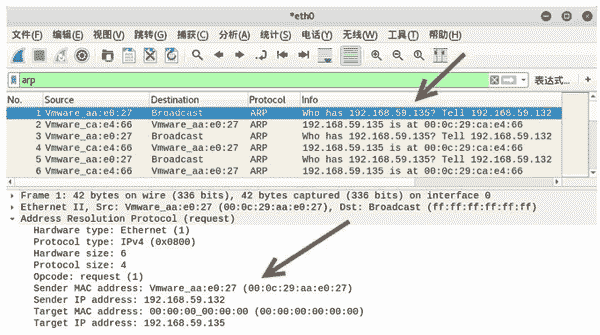 *eth0
文件(F) 编辑(E) 视图(V) 跳转(G) 捕获(C) 分析(A) 统计(S) 电话(Y) 无线(W) 工具(T) 帮助(H)
arp
表达式… +
No. Source Destination Protocol Info
1 Vmware_aa:e0:27 Broadcast ARP Who has 192.168.59.135? Tell 192.168.59.132
2 Vmware_ca:e4:66 Vmware_aa:e0:27 ARP 192.168.59.135 is at 00:0c:29:ca:e4:66
3 Vmware_aa:e0:27 Broadcast ARP Who has 192.168.59.135? Tell 192.168.59.132
4 Vmware_ca:e4:66 Vmware_aa:e0:27 ARP 192.168.59.135 is at 00:0c:29:ca:e4:66
5 Vmware_aa:e0:27 Broadcast ARP Who has 192.168.59.135? Tell 192.168.59.132
6 Vmware_ca:e4:66 Vmware_aa:e0:27 ARP 192.168.59.135 is at 00:0c:29:ca:e4:66
Frame 1: 42 bytes on wire (336 bits), 42 bytes captured (336 bits) on interface 0
Ethernet II, Src: Vmware_aa:e0:27 (00:0c:29:aa:e0:27), Dst: Broadcast (ff:ff:ff:ff:ff:ff)
Address Resolution Protocol (request)
Hardware type: Ethernet (1)
Protocol type: IPv4 (0x0800)
Hardware size: 6
Protocol size: 4
Opcode: request (1)
Sender MAC address: Vmware_aa:e0:27 (00:0c:29:aa:e0:27)
Sender IP address: 192.168.59.132
Target MAC address: 00:00:00_00:00:00 (00:00:00:00:00:00)
Target IP address: 192.168.59.135